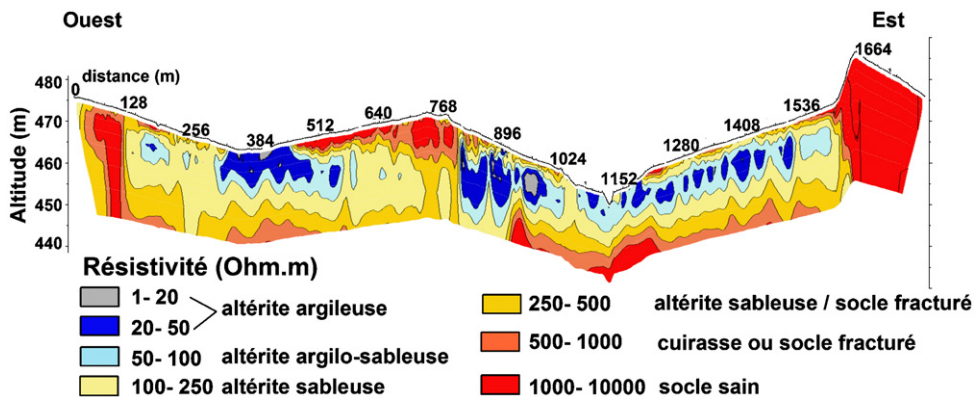 Ouest
Est
distance (m)
0
128
256
384
512
640
768
896
1024
1152
1280
1408
1536
1664
Altitude (m)
480
470
460
450
440
Résistivité (Ohm.m)
1- 20
20- 50
altérite argileuse
50- 100 altérite argilo-sableuse
100- 250 altérite sableuse
250- 500 altérite sableuse / socle fracturé
500- 1000 cuirasse ou socle fracturé
1000- 10000 socle sain